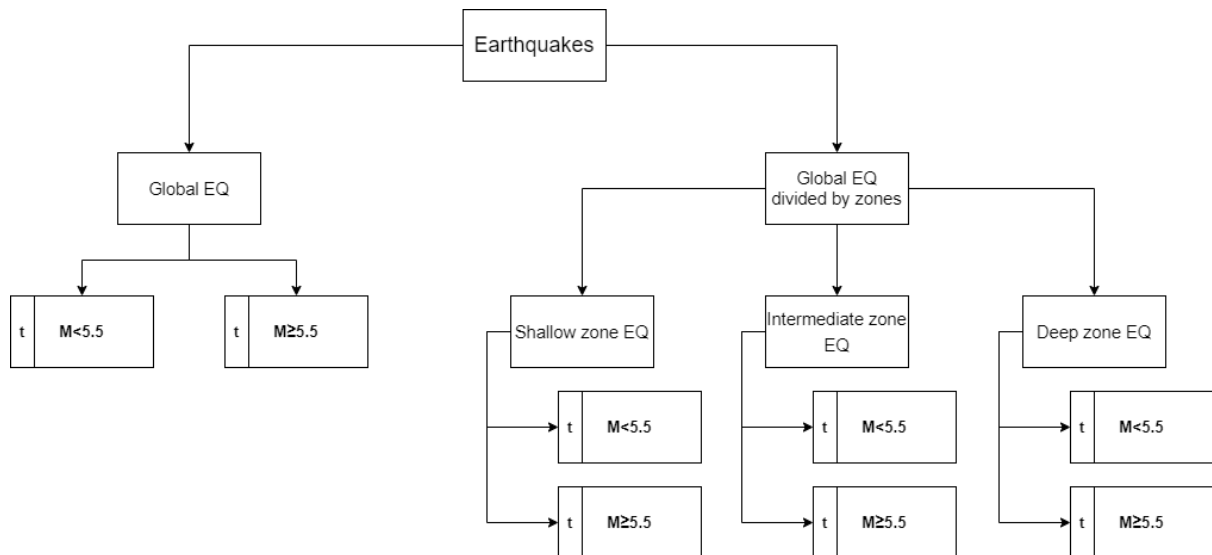 Earthquakes
Global EQ
Global EQ
divided by zones
t M<5.5
t M≥5.5
Shallow zone EQ
Intermediate zone
EQ
Deep zone EQ
t M<5.5
t M<5.5
t M<5.5
t M≥5.5
t M≥5.5
t M≥5.5